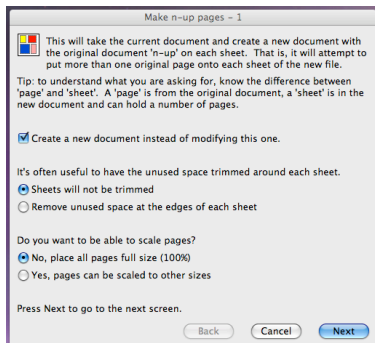 Make n-up pages - 1
This will take the current document and create a new document with
the original document 'n-up' on each sheet.  That is, it will attempt to
put more than one original page onto each sheet of the new file.
Tip: to understand what you are asking for, know the difference between
'page' and 'sheet'.  A 'page' is from the original document, a 'sheet' is in the
new document and can hold a number of pages.
Create a new document instead of modifying this one.
It's often useful to have the unused space trimmed around each sheet.
Sheets will not be trimmed
Remove unused space at the edges of each sheet
Do you want to be able to scale pages?
No, place all pages full size (100%)
Yes, pages can be scaled to other sizes
Press Next to go to the next screen.
Back Cancel Next